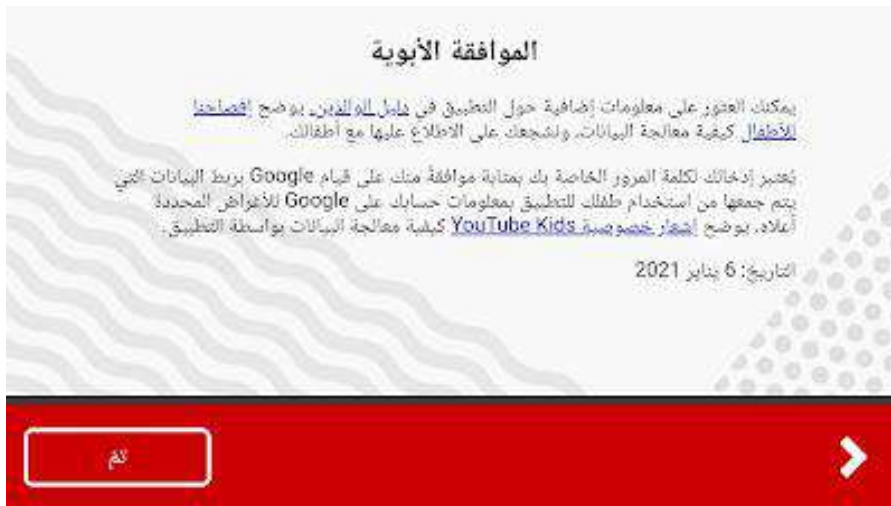 الموافقة الأبوية
يمكنك العثور على معلومات إضافية حول التطبيق في دليل الوالدين. يوضح إفصاحنا
للأطفال كيفية معالجة البيانات، ونشجعك على الاطلاع عليها مع أطفالك.
يُعتبر إدخالك لكلمة المرور الخاصة بك بمثابة موافقةً منك على قيام Google بربط البيانات التي
يتم جمعها من استخدام طفلك للتطبيق بمعلومات حسابك على Google للأغراض المحددة
أعلاه. يوضح إشعار خصوصية YouTube Kids كيفية معالجة البيانات بواسطة التطبيق.
التاريخ: 6 يناير 2021
تمّ